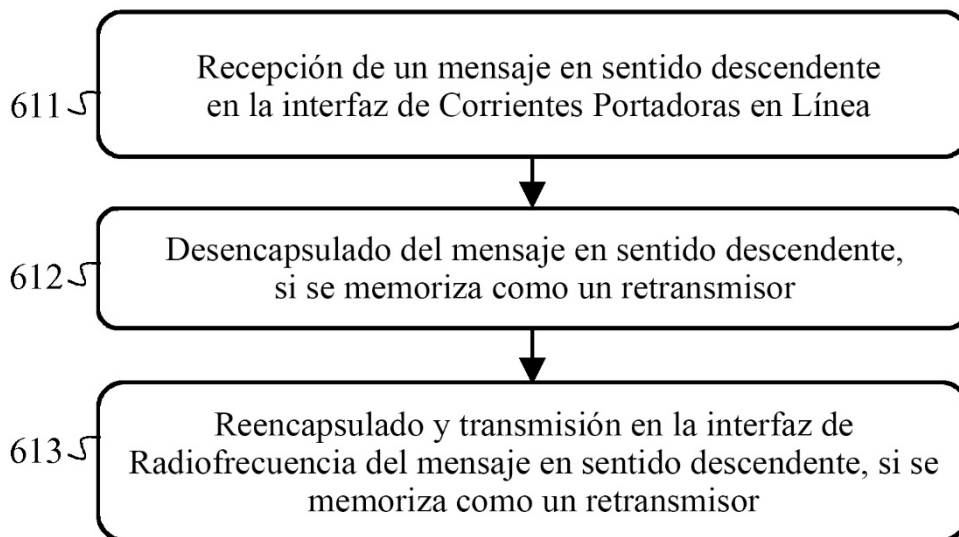 Recepción de un mensaje en sentido descendente
en la interfaz de Corrientes Portadoras en Línea
611
Desencapsulado del mensaje en sentido descendente,
si se memoriza como un retransmisor
612
Reencapsulado y transmisión en la interfaz de
Radiofrecuencia del mensaje en sentido descendente, si se
memoriza como un retransmisor
613